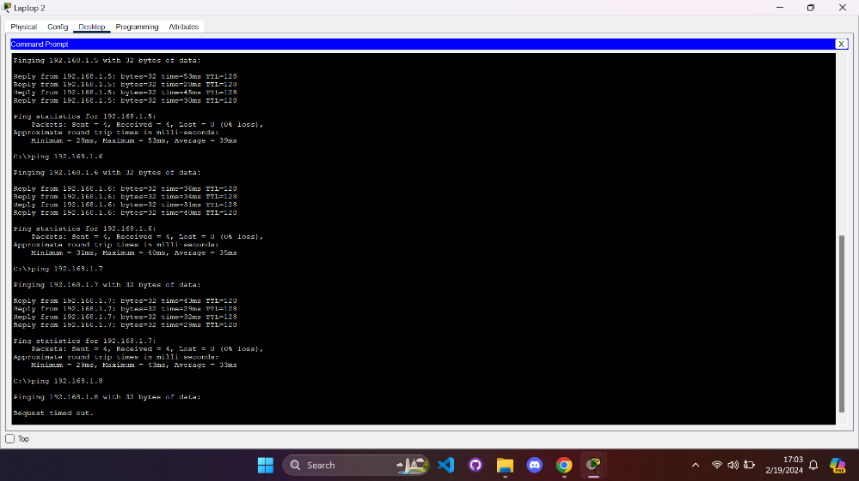 Laptop 2
Physical Config Desktop Programming Attributes
Command Prompt
X
Pinging 192.168.1.5 with 32 bytes of data:
Reply from 192.168.1.5: bytes=32 time=53ms TTL=128
Reply from 192.168.1.5: bytes=32 time=28ms TTL=128
Reply from 192.168.1.5: bytes=32 time=45ms TTL=128
Reply from 192.168.1.5: bytes=32 time=30ms TTL=128
Ping statistics for 192.168.1.5:
Packets: Sent = 4, Received = 4, Lost = 0 (0% loss),
Approximate round trip times in milli-seconds:
Minimum = 28ms, Maximum = 53ms, Average = 39ms
C:\>ping 192.168.1.6
Pinging 192.168.1.6 with 32 bytes of data:
Reply from 192.168.1.6: bytes=32 time=36ms TTL=128
Reply from 192.168.1.6: bytes=32 time=34ms TTL=128
Reply from 192.168.1.6: bytes=32 time=31ms TTL=128
Reply from 192.168.1.6: bytes=32 time=40ms TTL=128
Ping statistics for 192.168.1.6:
Packets: Sent = 4, Received = 4, Lost = 0 (0% loss),
Approximate round trip times in milli-seconds:
Minimum = 31ms, Maximum = 40ms, Average = 35ms
C:\>ping 192.168.1.7
Pinging 192.168.1.7 with 32 bytes of data:
Reply from 192.168.1.7: bytes=32 time=43ms TTL=128
Reply from 192.168.1.7: bytes=32 time=29ms TTL=128
Reply from 192.168.1.7: bytes=32 time=32ms TTL=128
Reply from 192.168.1.7: bytes=32 time=29ms TTL=128
Ping statistics for 192.168.1.7:
Packets: Sent = 4, Received = 4, Lost = 0 (0% loss),
Approximate round trip times in milli-seconds:
Minimum = 29ms, Maximum = 43ms, Average = 33ms
C:\>ping 192.168.1.8
Pinging 192.168.1.8 with 32 bytes of data:
Request timed out.
Top
Search
17:03
2/19/2024